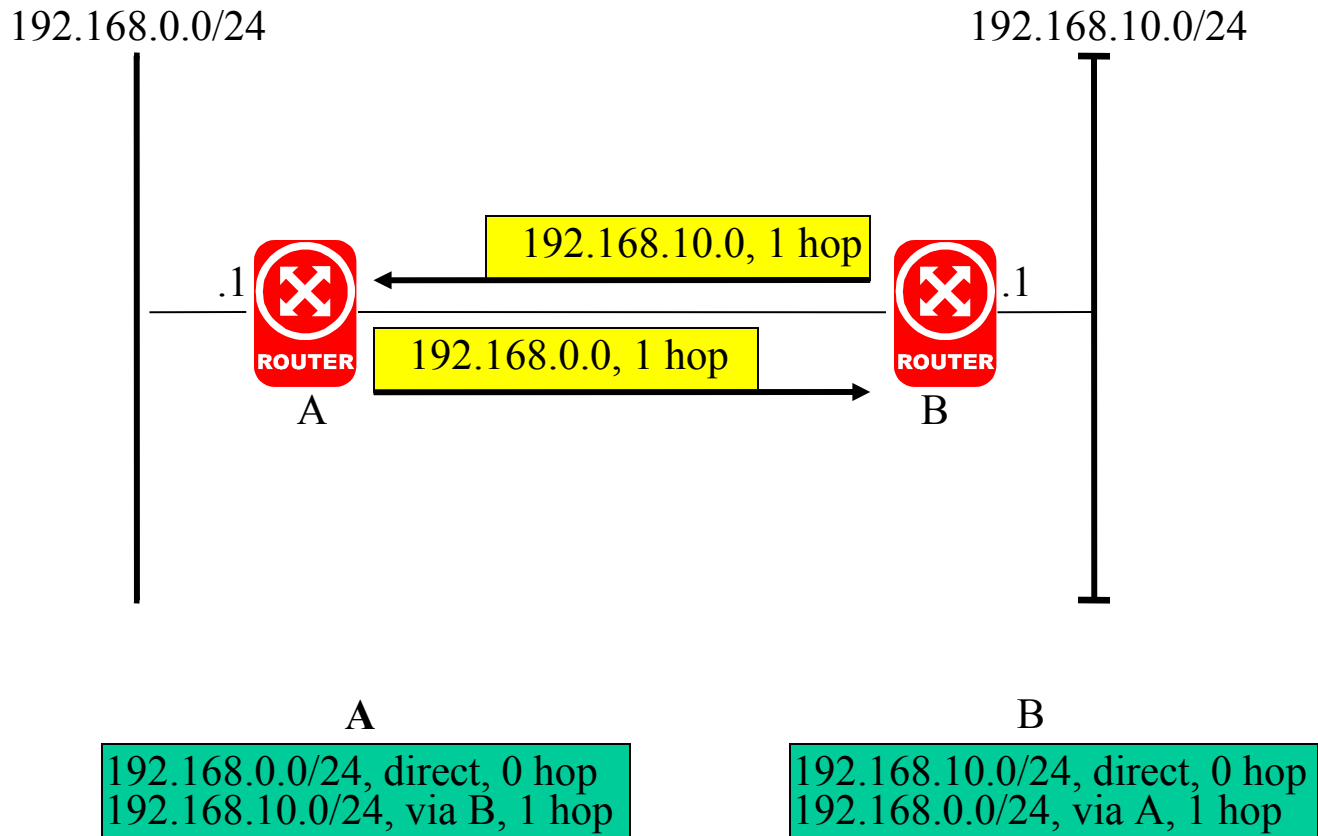 192.168.0.0/24
192.168.10.0/24
192.168.10.0, 1 hop
.1
.1
ROUTER
ROUTER
192.168.0.0, 1 hop
A
B
A
192.168.0.0/24, direct, 0 hop
192.168.10.0/24, via B, 1 hop
B
192.168.10.0/24, direct, 0 hop
192.168.0.0/24, via A, 1 hop